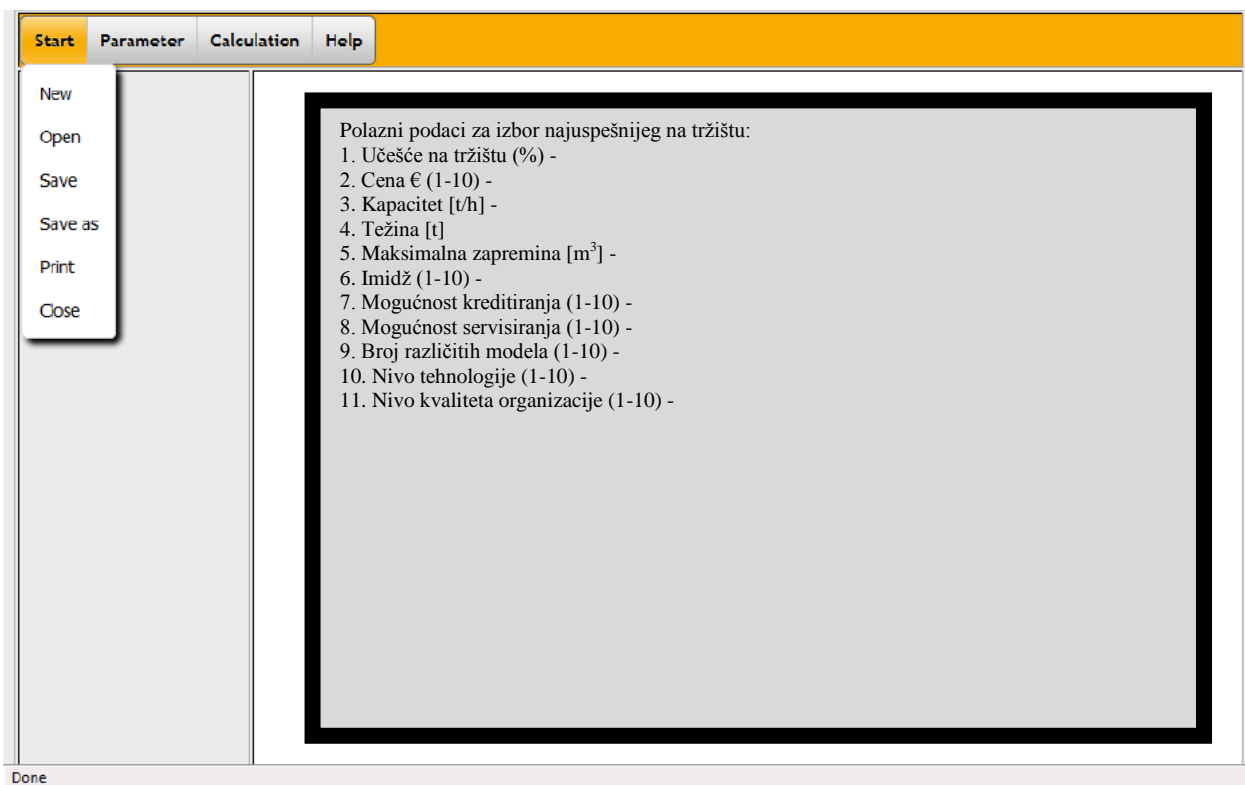 Start Parameter Calculation Help
New
Open
Save
Save as
Print
Close
Polazni podaci za izbor najuspešnijeg na tržištu:
1. Učešće na tržištu (%) -
2. Cena € (1-10) -
3. Kapacitet [t/h] -
4. Težina [t]
5. Maksimalna zapremina [m³] -
6. Imidž (1-10) -
7. Mogućnost kreditiranja (1-10) -
8. Mogućnost servisiranja (1-10) -
9. Broj različitih modela (1-10) -
10. Nivo tehnologije (1-10) -
11. Nivo kvaliteta organizacije (1-10) -
Done